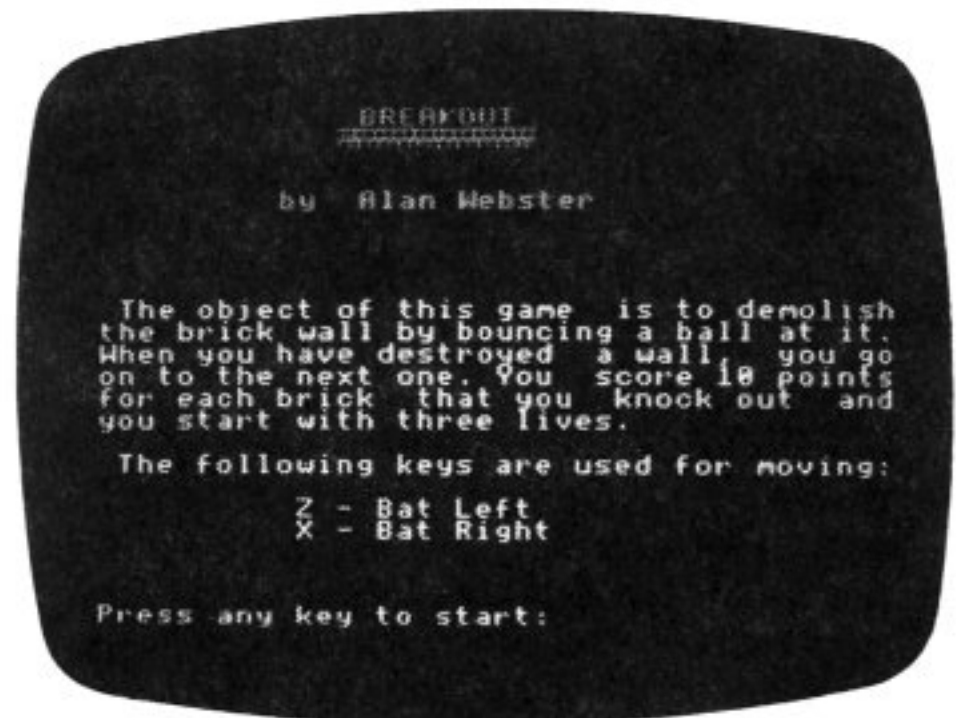 BREAKOUT
by Alan Webster
The object of this game is to demolish
the brick wall by bouncing a ball at it.
When you have destroyed a wall, you go
on to the next one. You score 10 points
for each brick that you knock out and
you start with three lives.
The following keys are used for moving:
Z - Bat Left
X - Bat Right
Press any key to start: